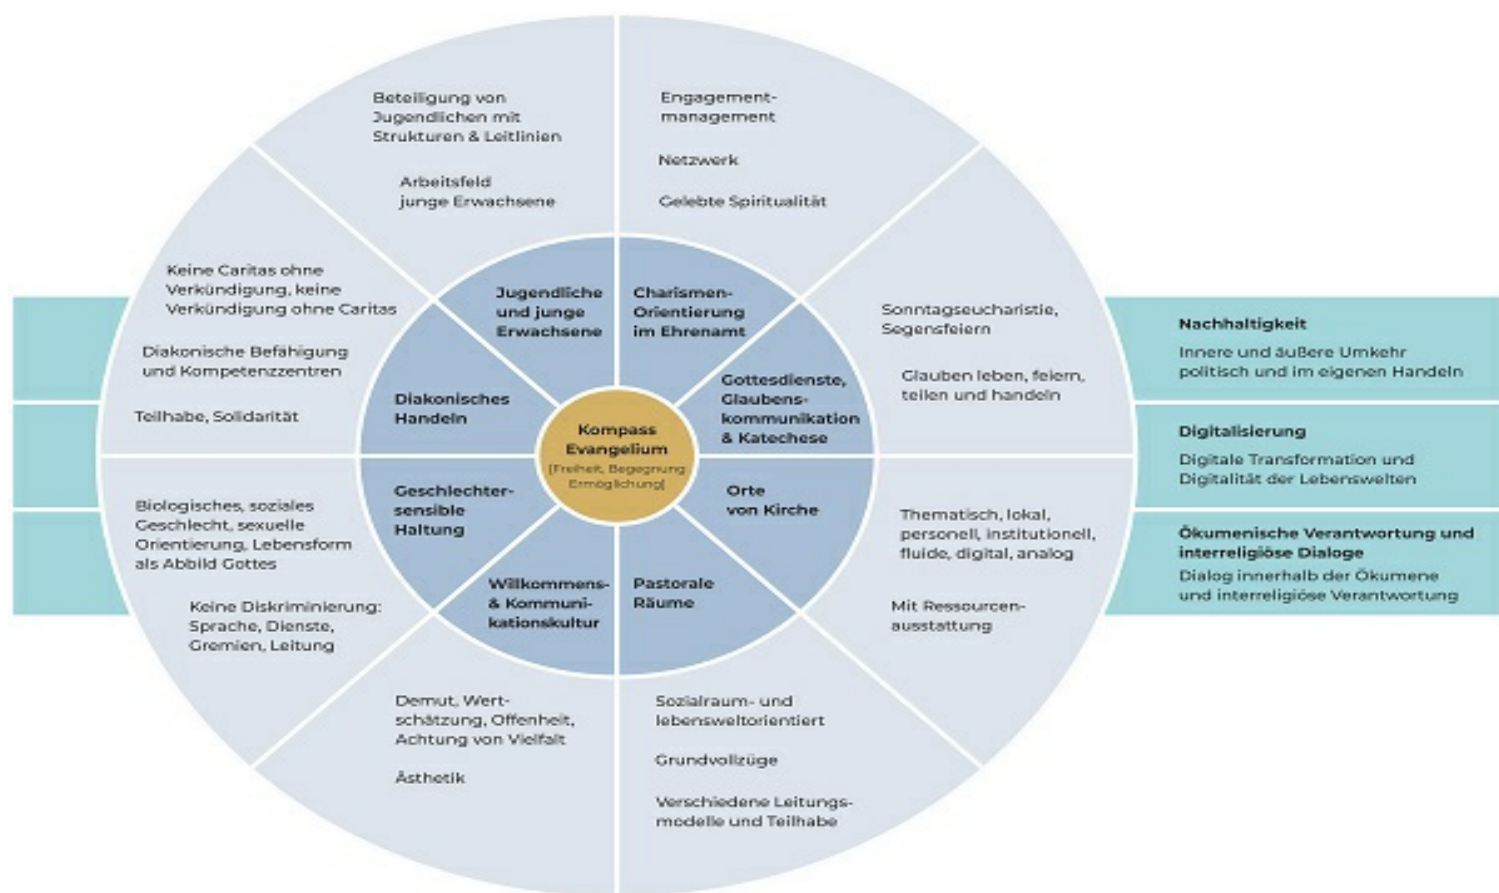 Beteiligung von
Jugendlichen mit
Strukturen & Leitlinien
Arbeitsfeld
junge Erwachsene
Engagement-
management
Netzwerk
Gelebte Spiritualität
Keine Caritas ohne
Verkündigung, keine
Verkündigung ohne Caritas
Diakonische Befähigung
und Kompetenzzentren
Teilhabe, Solidarität
Jugendliche
und junge
Erwachsene
Charismen-
Orientierung
im Ehrenamt
Sonntagseucharistie,
Segensfeiern
Glauben leben, feiern,
teilen und handeln
Diakonisches
Handeln
Gottesdienste,
Glaubens-
kommunikation
& Katechese
Kompass
Evangelium
[Freiheit, Begegnung
Ermöglichung]
Geschlechter-
sensible
Haltung
Orte
von Kirche
Biologisches, soziales
Geschlecht, sexuelle
Orientierung, Lebensform
als Abbild Gottes
Keine Diskriminierung:
Sprache, Dienste,
Gremien, Leitung
Thematisch, lokal,
personell, institutionell,
fluide, digital, analog
Mit Ressourcen-
ausstattung
Willkommens-
& Kommuni-
kationskultur
Pastorale
Räume
Demut, Wert-
schätzung, Offenheit,
Achtung von Vielfalt
Ästhetik
Sozialraum- und
lebensweltorientiert
Grundvollzüge
Verschiedene Leitungs-
modelle und Teilhabe
Nachhaltigkeit
Innere und äußere Umkehr
politisch und im eigenen Handeln
Digitalisierung
Digitale Transformation und
Digitalität der Lebenswelten
Ökumenische Verantwortung und
interreligiöse Dialoge
Dialog innerhalb der Ökumene
und interreligiöse Verantwortung